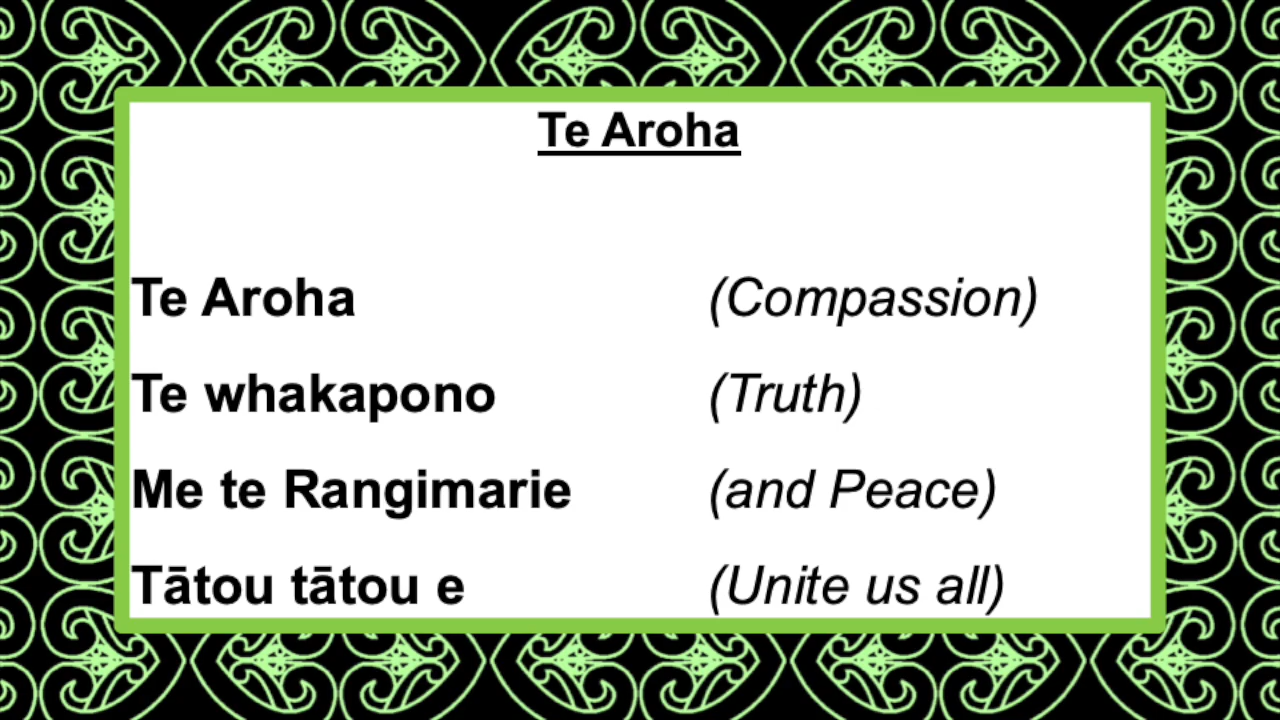 Te Aroha
Te Aroha (Compassion)
Te whakapono (Truth)
Me te Rangimarie (and Peace)
Tātou tātou e (Unite us all)